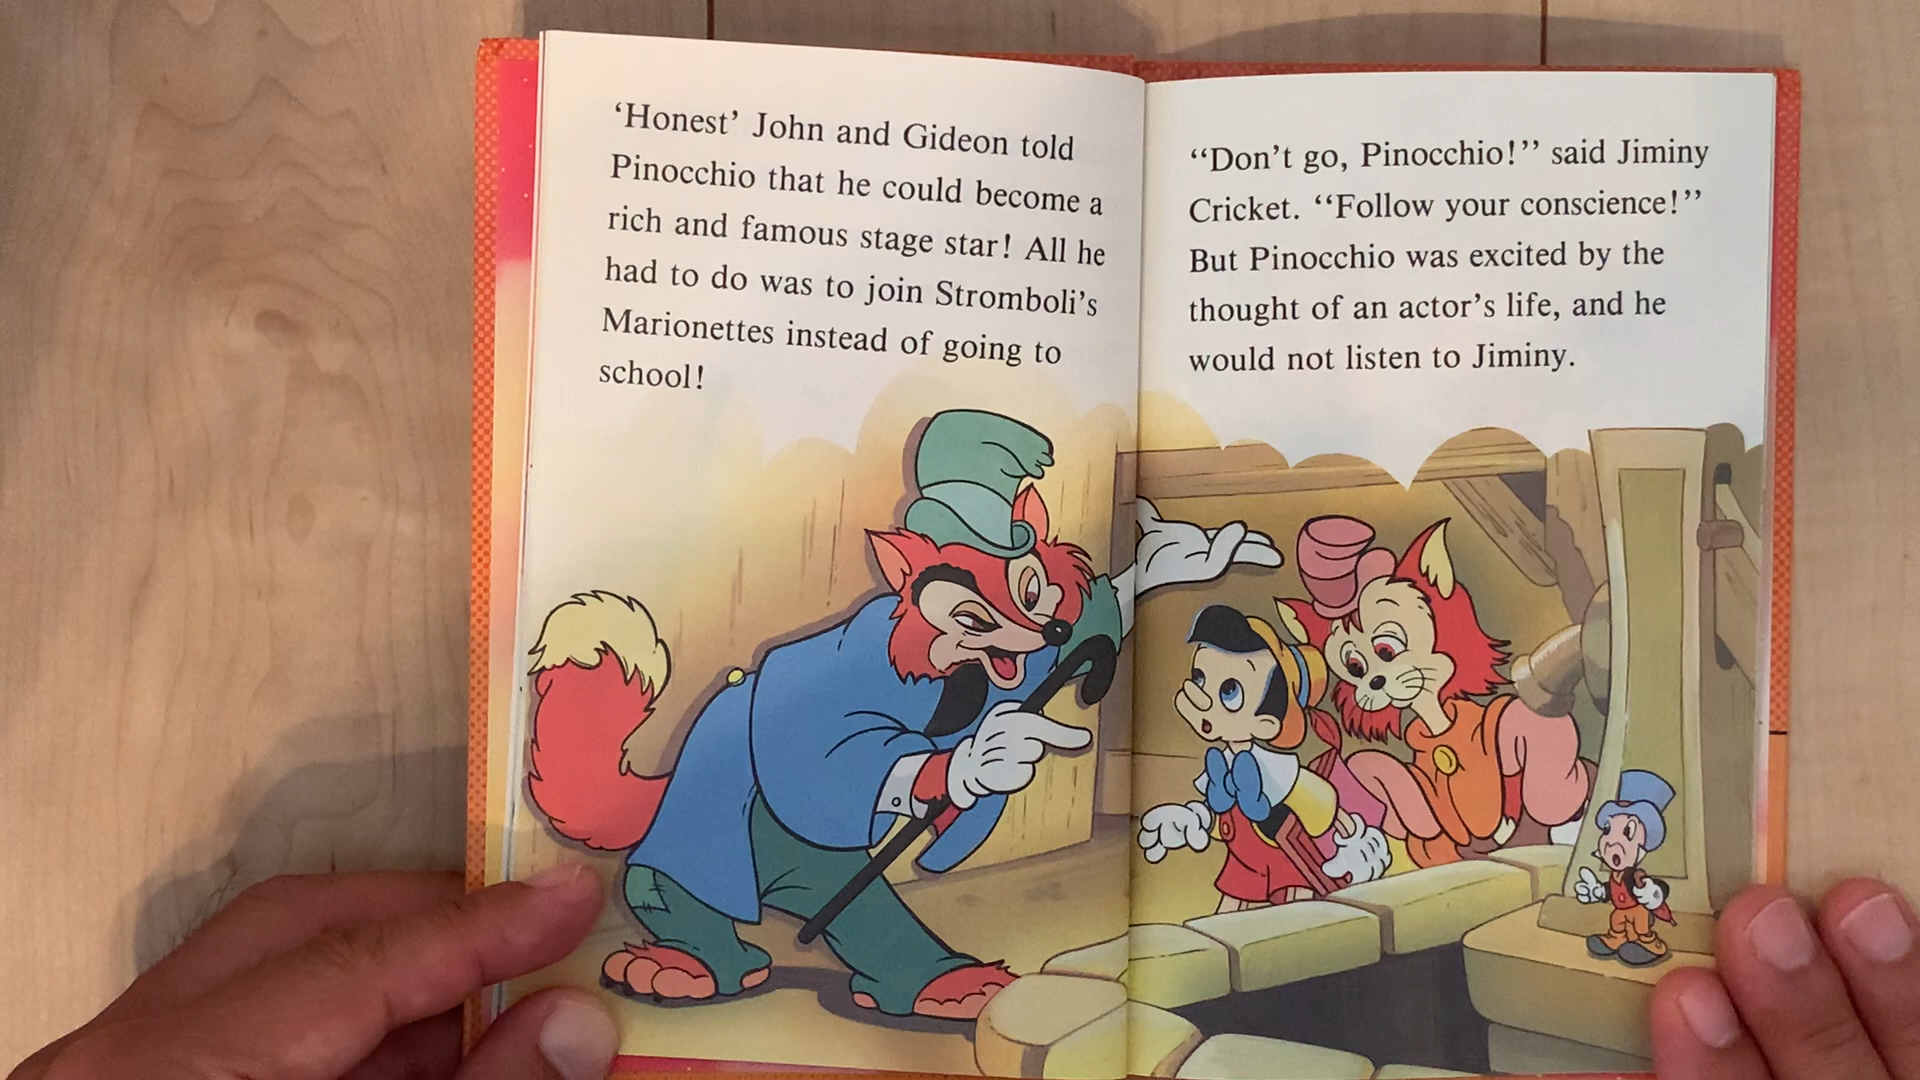 ‘Honest’ John and Gideon told
Pinocchio that he could become a
rich and famous stage star! All he
had to do was to join Stromboli’s
Marionettes instead of going to
school!
“Don’t go, Pinocchio!” said Jiminy
Cricket. “Follow your conscience!”
But Pinocchio was excited by the
thought of an actor’s life, and he
would not listen to Jiminy.